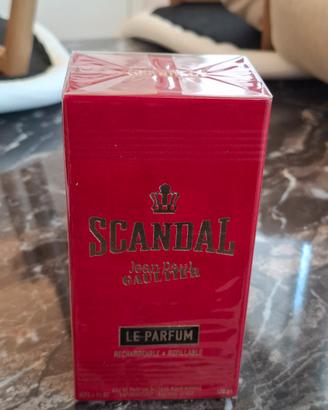 SCANDAL
Jean Paul
GAULTIER
LE PARFUM
RECHARGEABLE • REFILLABLE